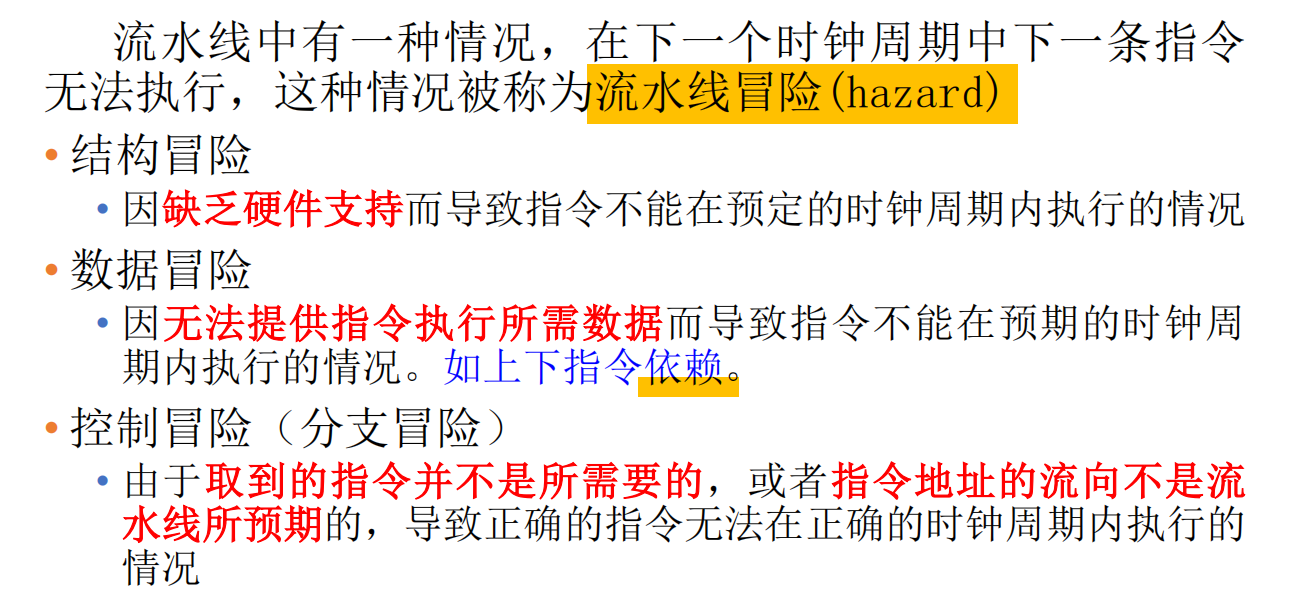 流水线中有一种情况，在下一个时钟周期中下一条指令
无法执行，这种情况被称为流水线冒险(hazard)
• 结构冒险
• 因缺乏硬件支持而导致指令不能在预定的时钟周期内执行的情况
• 数据冒险
• 因无法提供指令执行所需数据而导致指令不能在预期的时钟周
期内执行的情况。如上下指令依赖。
• 控制冒险（分支冒险）
• 由于取到的指令并不是所需要的，或者指令地址的流向不是流
水线所预期的，导致正确的指令无法在正确的时钟周期内执行的
情况